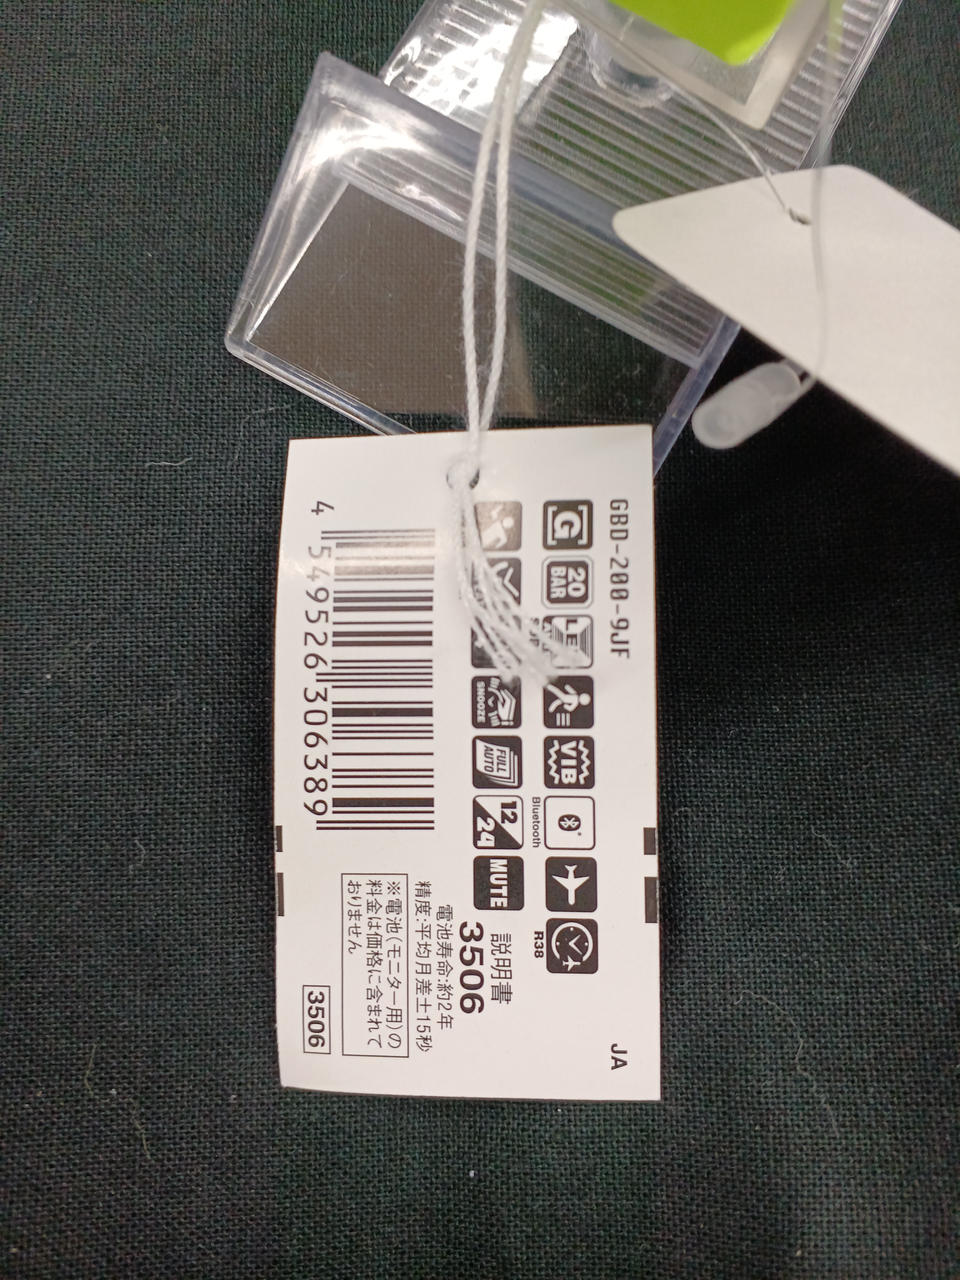 GBD-200-9JF
JA
G
20
BAR
VIB
Bluetooth
R38
SNOOZE
FULL
AUTO
12
24
MUTE
説明書
3506
電池寿命:約2年
精度:平均月差±15秒
※電池(モニター用)の
料金は価格に含まれて
おりません
3506
4 549526 306389